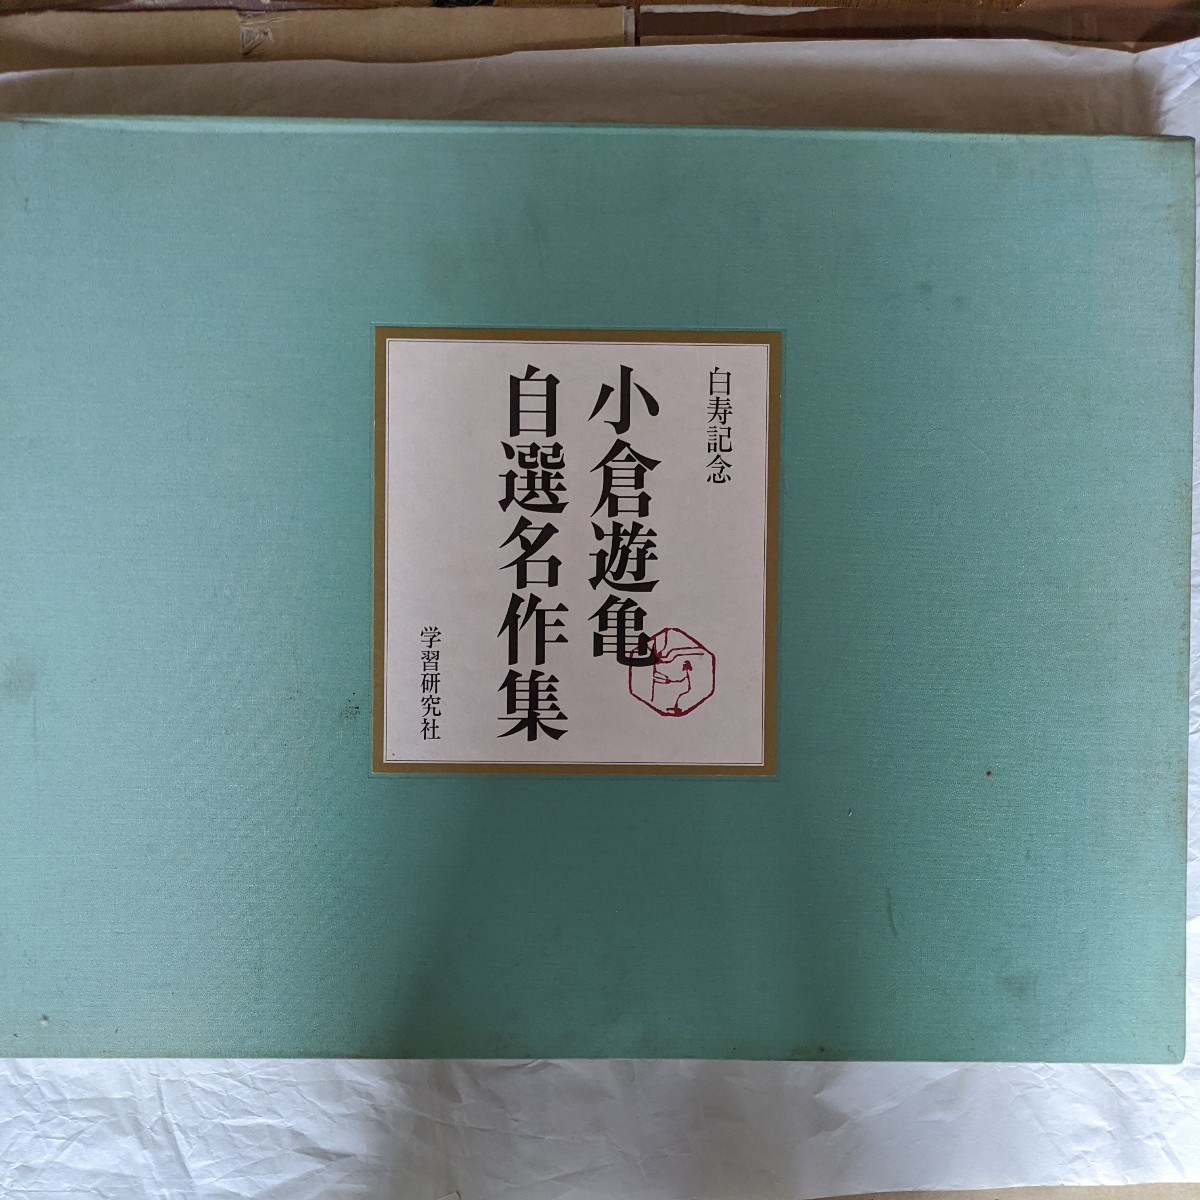 白寿記念
小倉遊亀
自選名作集
学習研究社